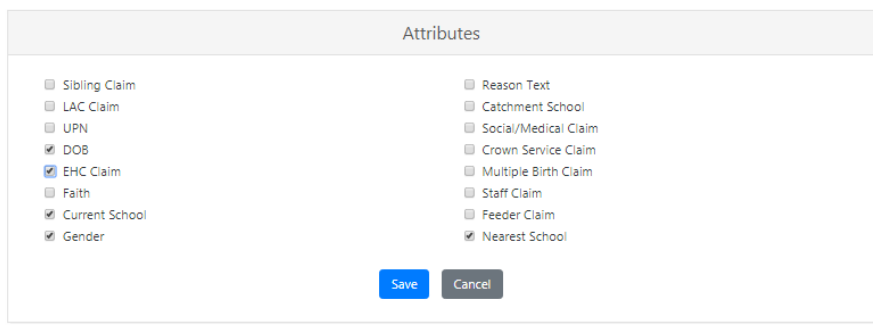 Attributes
Sibling Claim
LAC Claim
UPN
DOB
EHC Claim
Faith
Current School
Gender
Reason Text
Catchment School
Social/Medical Claim
Crown Service Claim
Multiple Birth Claim
Staff Claim
Feeder Claim
Nearest School
Save
Cancel